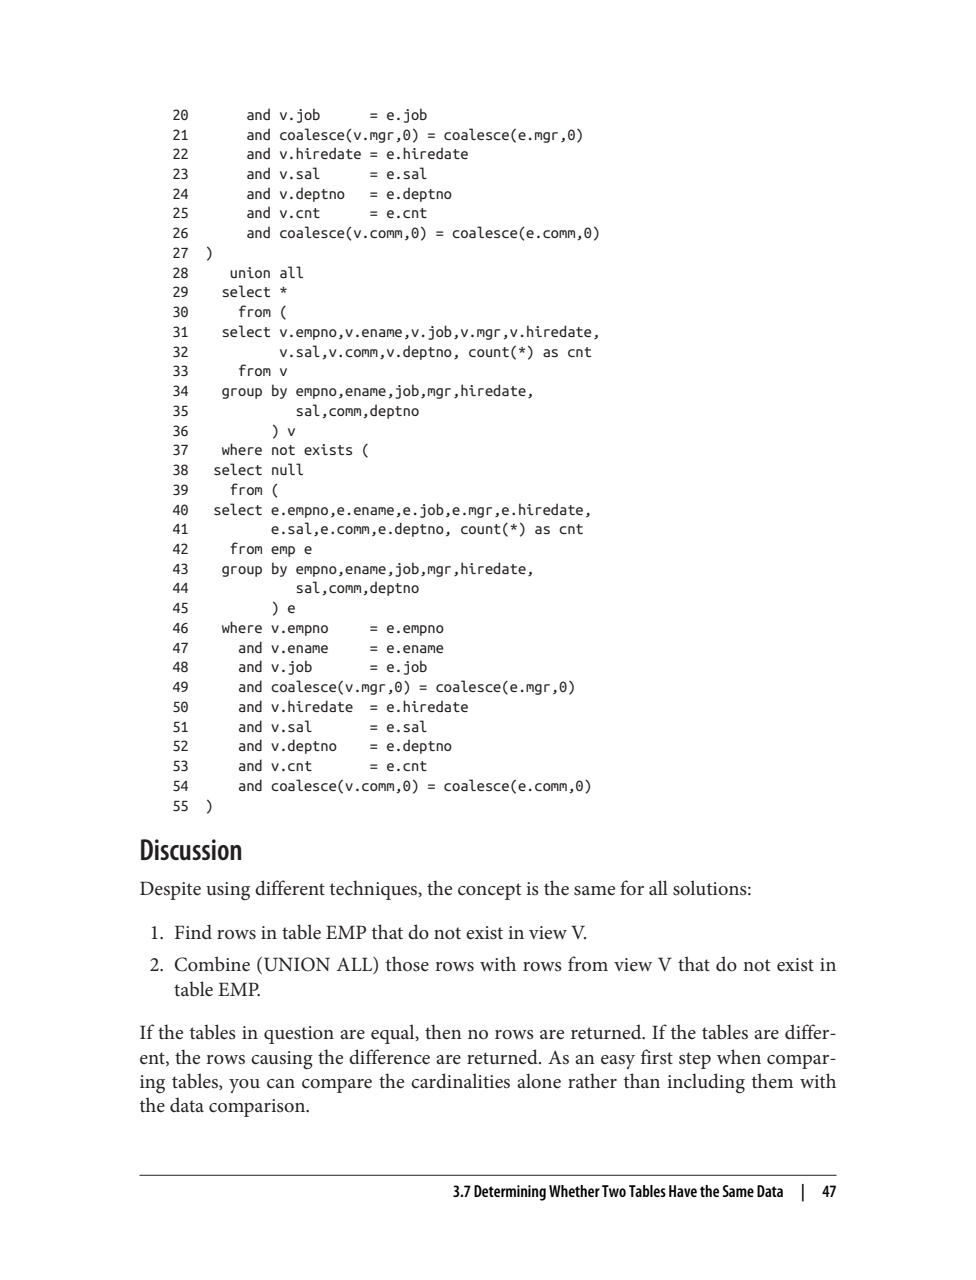 20       and v.job      = e.job
21       and coalesce(v.mgr,0) = coalesce(e.mgr,0)
22       and v.hiredate = e.hiredate
23       and v.sal      = e.sal
24       and v.deptno   = e.deptno
25       and v.cnt      = e.cnt
26       and coalesce(v.comm,0) = coalesce(e.comm,0)
27  )
28     union all
29    select *
30      from (
31    select v.empno,v.ename,v.job,v.mgr,v.hiredate,
32           v.sal,v.comm,v.deptno, count(*) as cnt
33      from v
34    group by empno,ename,job,mgr,hiredate,
35             sal,comm,deptno
36          ) v
37    where not exists (
38   select null
39     from (
40   select e.empno,e.ename,e.job,e.mgr,e.hiredate,
41          e.sal,e.comm,e.deptno, count(*) as cnt
42     from emp e
43    group by empno,ename,job,mgr,hiredate,
44             sal,comm,deptno
45          ) e
46    where v.empno     = e.empno
47      and v.ename     = e.ename
48      and v.job       = e.job
49      and coalesce(v.mgr,0) = coalesce(e.mgr,0)
50      and v.hiredate  = e.hiredate
51      and v.sal       = e.sal
52      and v.deptno    = e.deptno
53      and v.cnt       = e.cnt
54      and coalesce(v.comm,0) = coalesce(e.comm,0)
55  )
Discussion
Despite using different techniques, the concept is the same for all solutions:
1. Find rows in table EMP that do not exist in view V.
2. Combine (UNION ALL) those rows with rows from view V that do not exist in
table EMP.
If the tables in question are equal, then no rows are returned. If the tables are differ-
ent, the rows causing the difference are returned. As an easy first step when compar-
ing tables, you can compare the cardinalities alone rather than including them with
the data comparison.
3.7 Determining Whether Two Tables Have the Same Data | 47